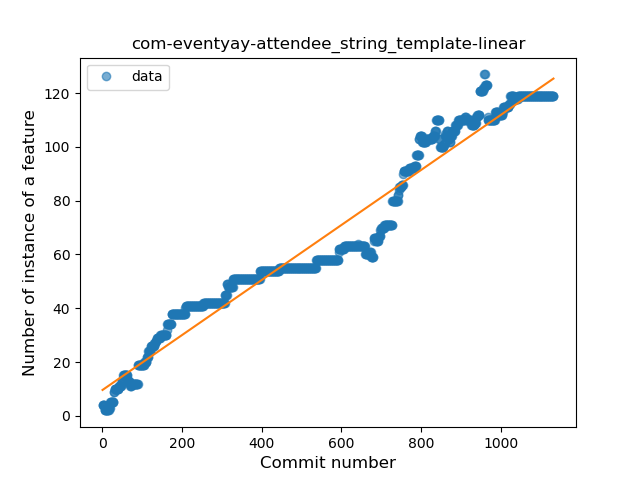 com-eventyay-attendee_string_template-linear
data
Number of instance of a feature
120
100
80
60
40
20
0
0 200 400 600 800 1000
Commit number